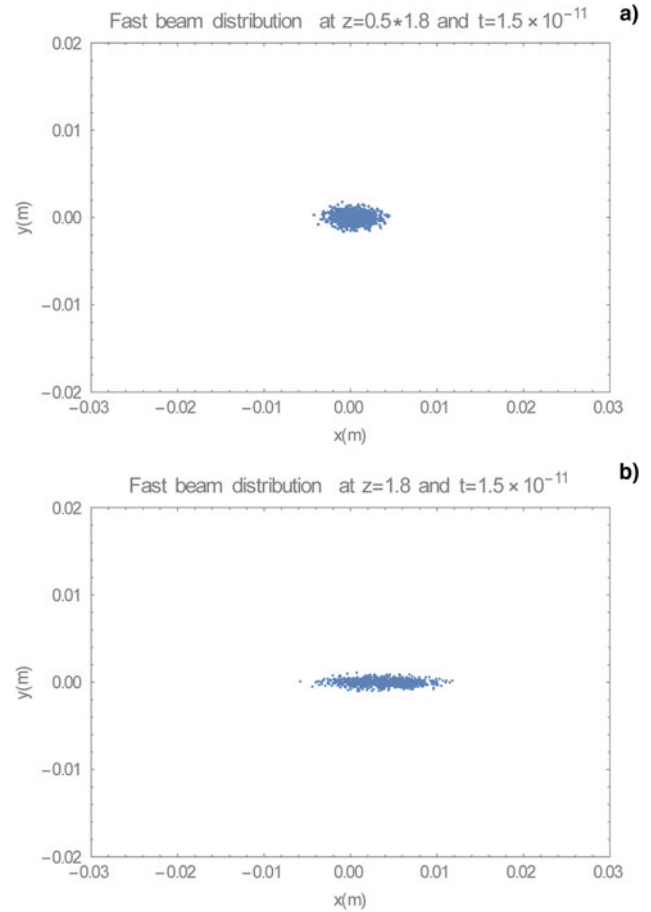 a)
Fast beam distribution at z=0.5*1.8 and t=1.5 × 10⁻¹¹
0.02
0.01
0.00
−0.01
−0.02
y(m)
−0.03 −0.02 −0.01 0.00 0.01 0.02 0.03
x(m)
b)
Fast beam distribution at z=1.8 and t=1.5 × 10⁻¹¹
0.02
0.01
0.00
−0.01
−0.02
y(m)
−0.03 −0.02 −0.01 0.00 0.01 0.02 0.03
x(m)